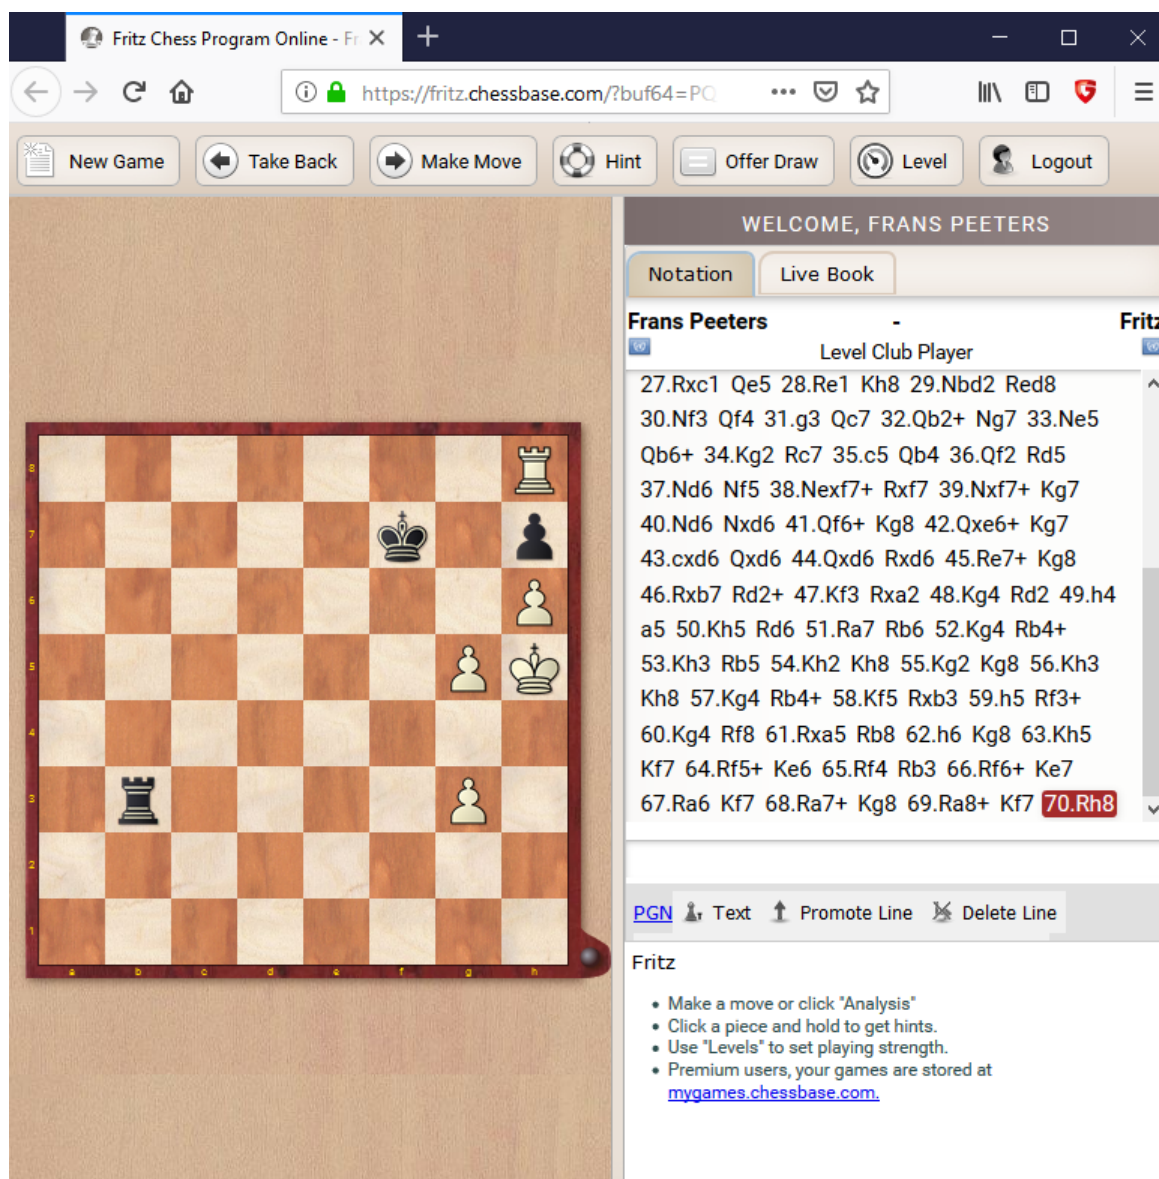 Fritz Chess Program Online - Fr
https://fritz.chessbase.com/?buf64=PQ
New Game Take Back Make Move Hint Offer Draw Level Logout
WELCOME, FRANS PEETERS
Notation Live Book
Frans Peeters - Fritz
Level Club Player
27.Rxc1 Qe5 28.Re1 Kh8 29.Nbd2 Red8
30.Nf3 Qf4 31.g3 Qc7 32.Qb2+ Ng7 33.Ne5
Qb6+ 34.Kg2 Rc7 35.c5 Qb4 36.Qf2 Rd5
37.Nd6 Nf5 38.Nexf7+ Rxf7 39.Nxf7+ Kg7
40.Nd6 Nxd6 41.Qf6+ Kg8 42.Qxe6+ Kg7
43.cxd6 Qxd6 44.Qxd6 Rxd6 45.Re7+ Kg8
46.Rxb7 Rd2+ 47.Kf3 Rxa2 48.Kg4 Rd2 49.h4
a5 50.Kh5 Rd6 51.Ra7 Rb6 52.Kg4 Rb4+
53.Kh3 Rb5 54.Kh2 Kh8 55.Kg2 Kg8 56.Kh3
Kh8 57.Kg4 Rb4+ 58.Kf5 Rxb3 59.h5 Rf3+
60.Kg4 Rf8 61.Rxa5 Rb8 62.h6 Kg8 63.Kh5
Kf7 64.Rf5+ Ke6 65.Rf4 Rb3 66.Rf6+ Ke7
67.Ra6 Kf7 68.Ra7+ Kg8 69.Ra8+ Kf7 70.Rh8
8
7
6
5
4
3
2
1
a b c d e f g h
PGN Text Promote Line Delete Line
Fritz
• Make a move or click "Analysis"
• Click a piece and hold to get hints.
• Use "Levels" to set playing strength.
• Premium users, your games are stored at
mygames.chessbase.com.